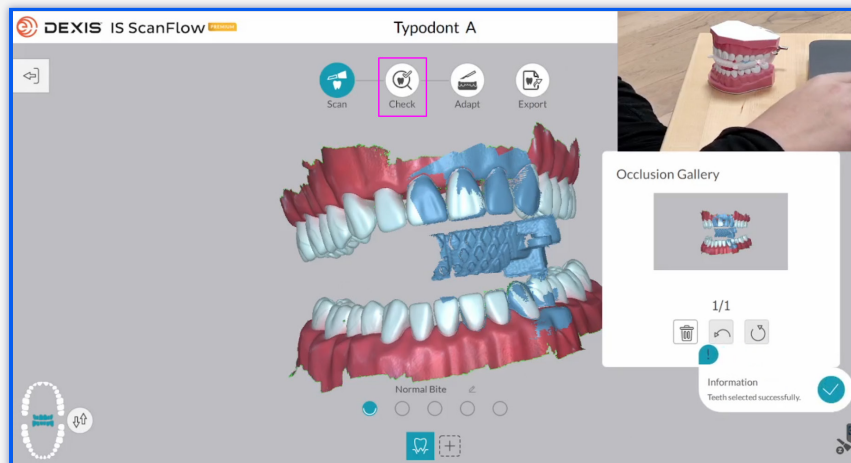 DEXIS IS ScanFlow PREMIUM
Typodont A
Scan
Check
Adapt
Export
Occlusion Gallery
1/1
!
Information
Teeth selected successfully.
Normal Bite